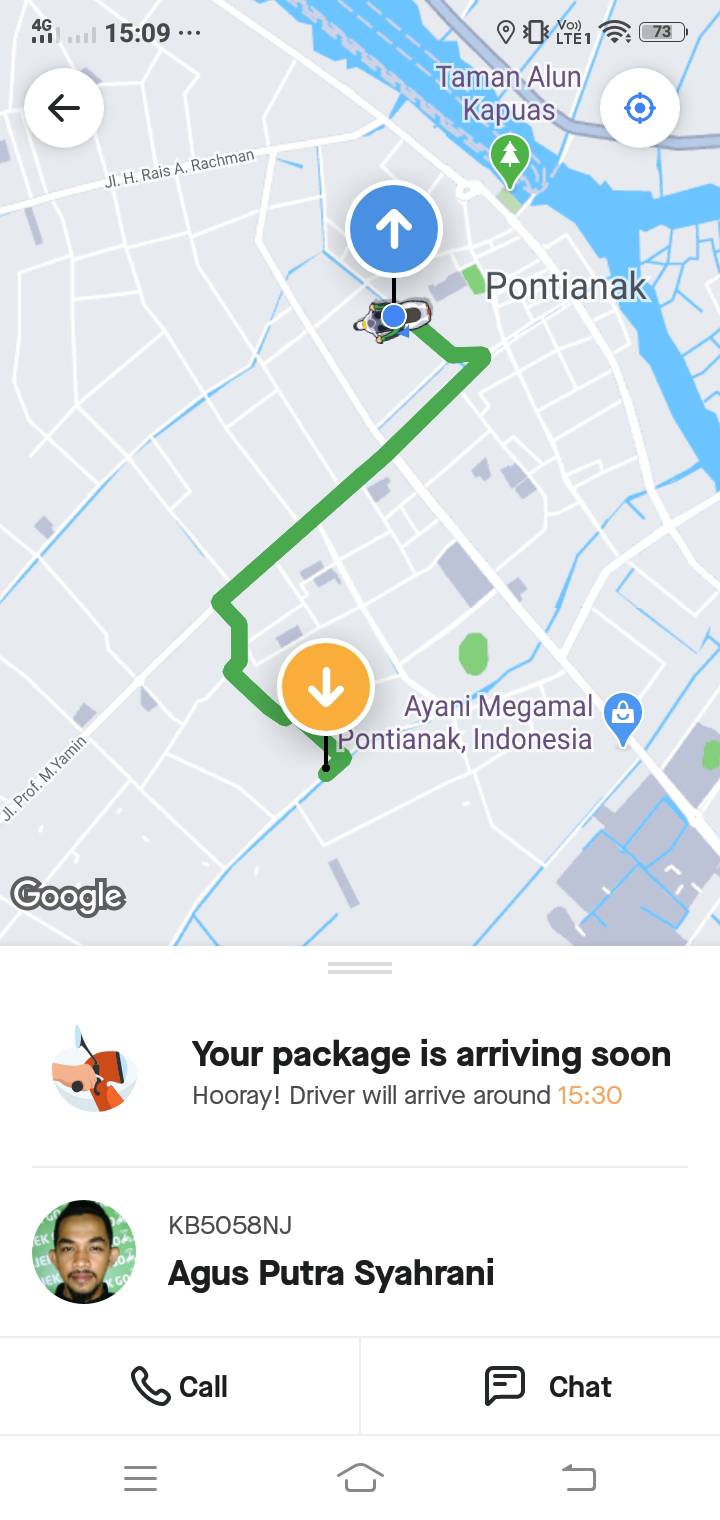 4G
15:09 ...
Vo))
LTE1
73
Taman Alun
Kapuas
Jl. H. Rais A. Rachman
Pontianak
Ayani Megamal
Pontianak, Indonesia
Jl. Prof. M.Yamin
Google
Your package is arriving soon
Hooray! Driver will arrive around 15:30
KB5058NJ
Agus Putra Syahrani
Call
Chat